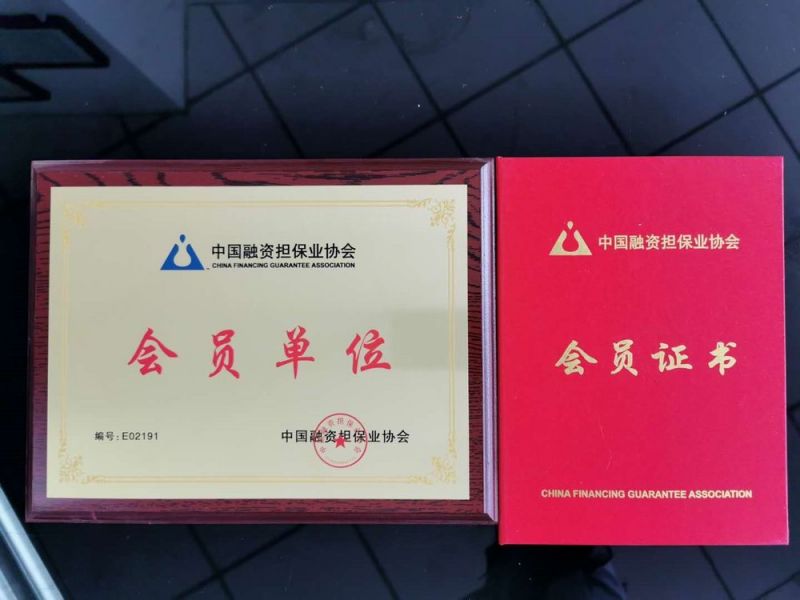 中国融资担保业协会
CHINA FINANCING GUARANTEE ASSOCIATION
会员单位
编号:E02191
中国融资担保业协会
中国融资担保业协会
会员证书
CHINA FINANCING GUARANTEE ASSOCIATION